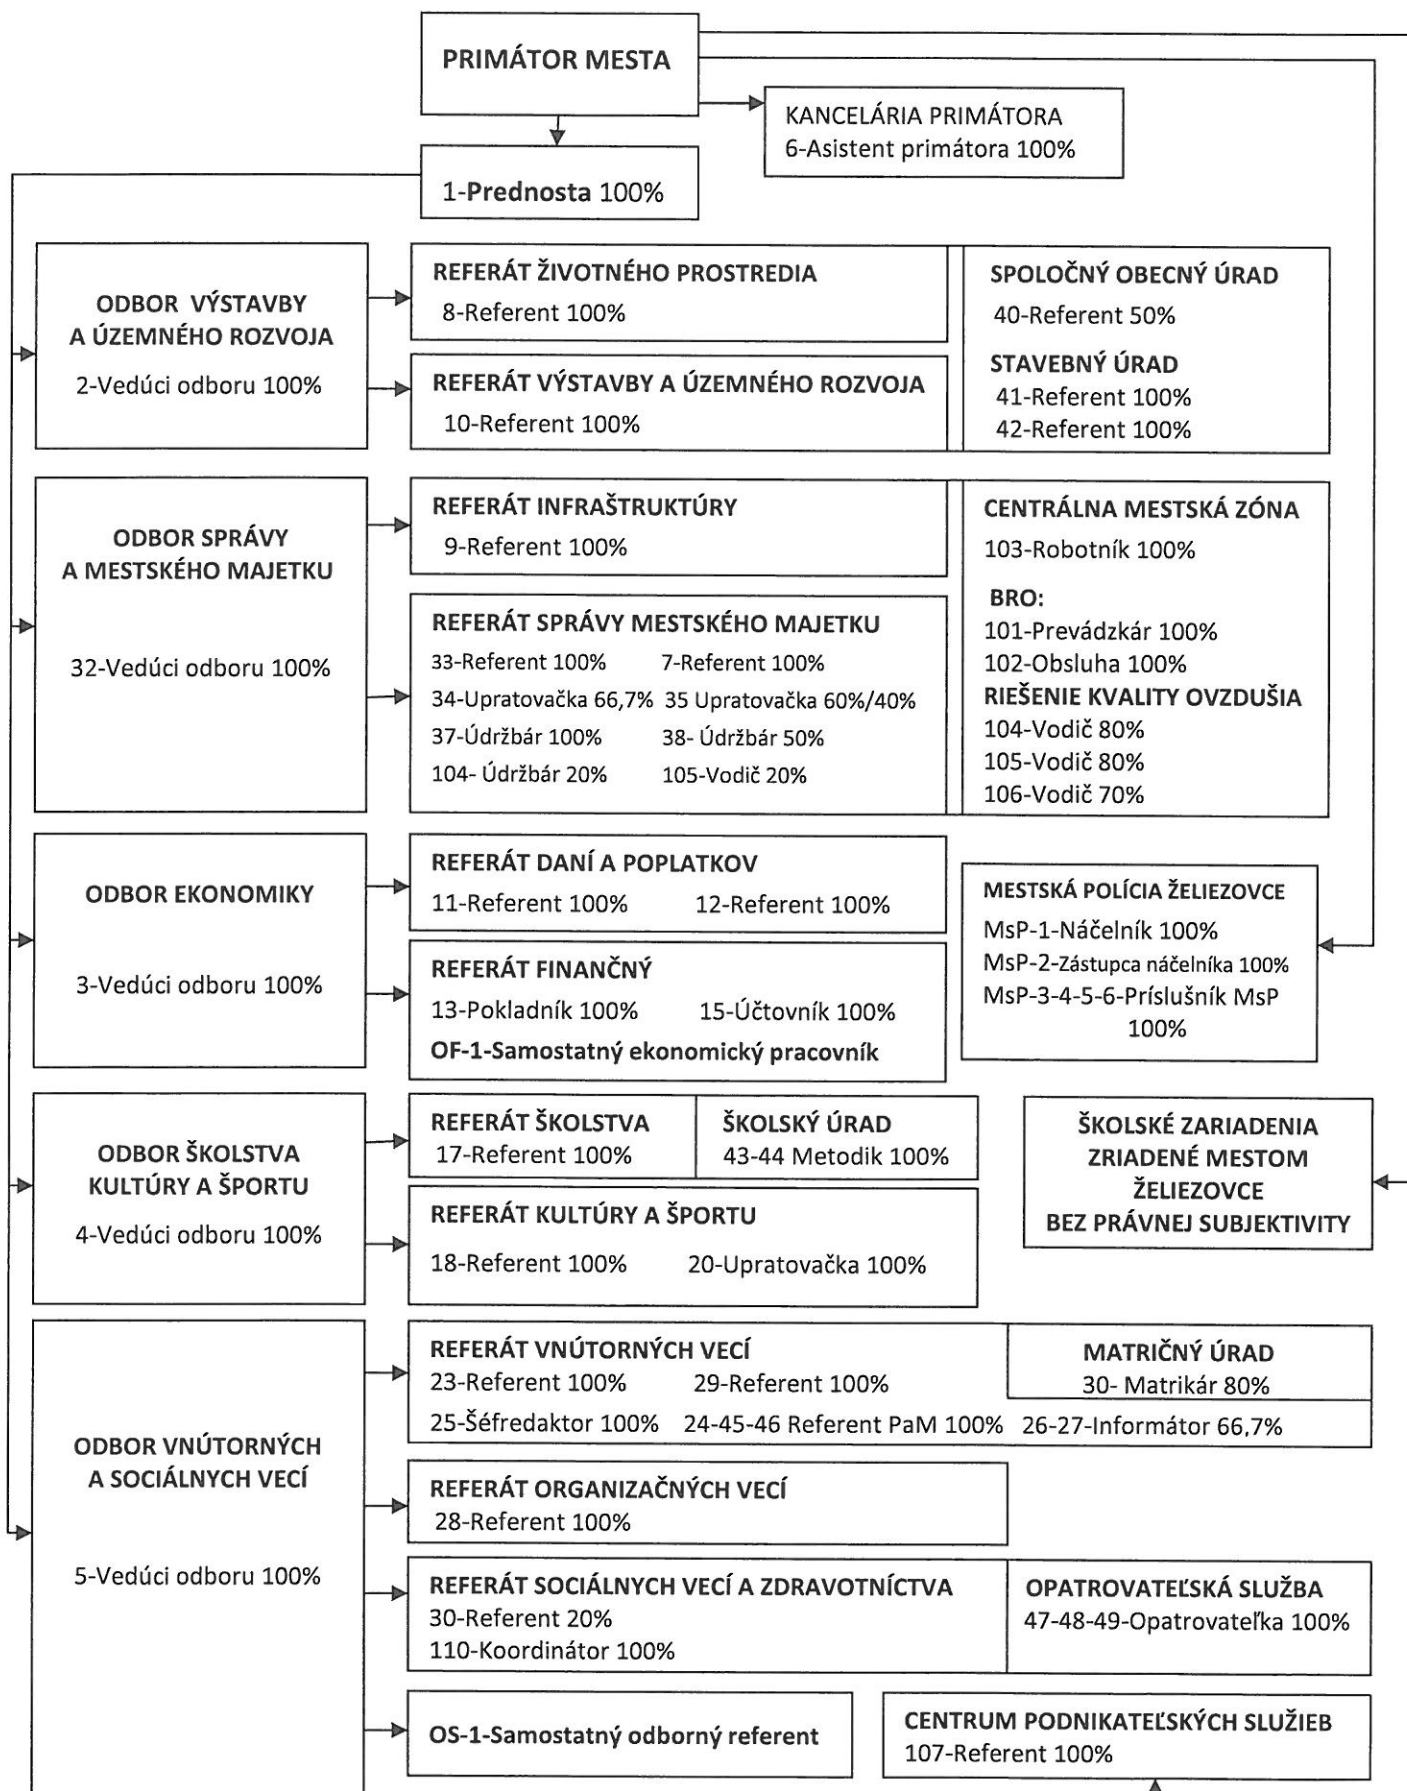 PRIMÁTOR MESTA
KANCELÁRIA PRIMÁTORA
6-Asistent primátora 100%
1-Prednosta 100%
ODBOR VÝSTAVBY
A ÚZEMNÉHO ROZVOJA
2-Vedúci odboru 100%
REFERÁT ŽIVOTNÉHO PROSTREDIA
8-Referent 100%
REFERÁT VÝSTAVBY A ÚZEMNÉHO ROZVOJA
10-Referent 100%
SPOLOČNÝ OBECNÝ ÚRAD
40-Referent 50%
STAVEBNÝ ÚRAD
41-Referent 100%
42-Referent 100%
ODBOR SPRÁVY
A MESTSKÉHO MAJETKU
32-Vedúci odboru 100%
REFERÁT INFRAŠTRUKTÚRY
9-Referent 100%
REFERÁT SPRÁVY MESTSKÉHO MAJETKU
33-Referent 100% 7-Referent 100%
34-Upratovačka 66,7% 35 Upratovačka 60%/40%
37-Údržbár 100% 38- Údržbár 50%
104- Údržbár 20% 105-Vodič 20%
CENTRÁLNA MESTSKÁ ZÓNA
103-Robotník 100%
BRO:
101-Prevádzkár 100%
102-Obsluha 100%
RIEŠENIE KVALITY OVZDUŠIA
104-Vodič 80%
105-Vodič 80%
106-Vodič 70%
ODBOR EKONOMIKY
3-Vedúci odboru 100%
REFERÁT DANÍ A POPLATKOV
11-Referent 100% 12-Referent 100%
REFERÁT FINANČNÝ
13-Pokladník 100% 15-Účtovník 100%
OF-1-Samostatný ekonomický pracovník
MESTSKÁ POLÍCIA ŽELIEZOVCE
MsP-1-Náčelník 100%
MsP-2-Zástupca náčelníka 100%
MsP-3-4-5-6-Príslušník MsP
100%
ODBOR ŠKOLSTVA
KULTÚRY A ŠPORTU
4-Vedúci odboru 100%
REFERÁT ŠKOLSTVA
17-Referent 100%
ŠKOLSKÝ ÚRAD
43-44 Metodik 100%
REFERÁT KULTÚRY A ŠPORTU
18-Referent 100% 20-Upratovačka 100%
ŠKOLSKÉ ZARIADENIA
ZRIADENÉ MESTOM
ŽELIEZOVCE
BEZ PRÁVNEJ SUBJEKTIVITY
ODBOR VNÚTORNÝCH
A SOCIÁLNYCH VECÍ
5-Vedúci odboru 100%
REFERÁT VNÚTORNÝCH VECÍ
23-Referent 100% 29-Referent 100%
MATRIČNÝ ÚRAD
30- Matrikár 80%
25-Šéfredaktor 100% 24-45-46 Referent PaM 100% 26-27-Informátor 66,7%
REFERÁT ORGANIZAČNÝCH VECÍ
28-Referent 100%
REFERÁT SOCIÁLNYCH VECÍ A ZDRAVOTNÍCTVA
30-Referent 20%
110-Koordinátor 100%
OPATROVATEĽSKÁ SLUŽBA
47-48-49-Opatrovateľka 100%
OS-1-Samostatný odborný referent
CENTRUM PODNIKATEĽSKÝCH SLUŽIEB
107-Referent 100%